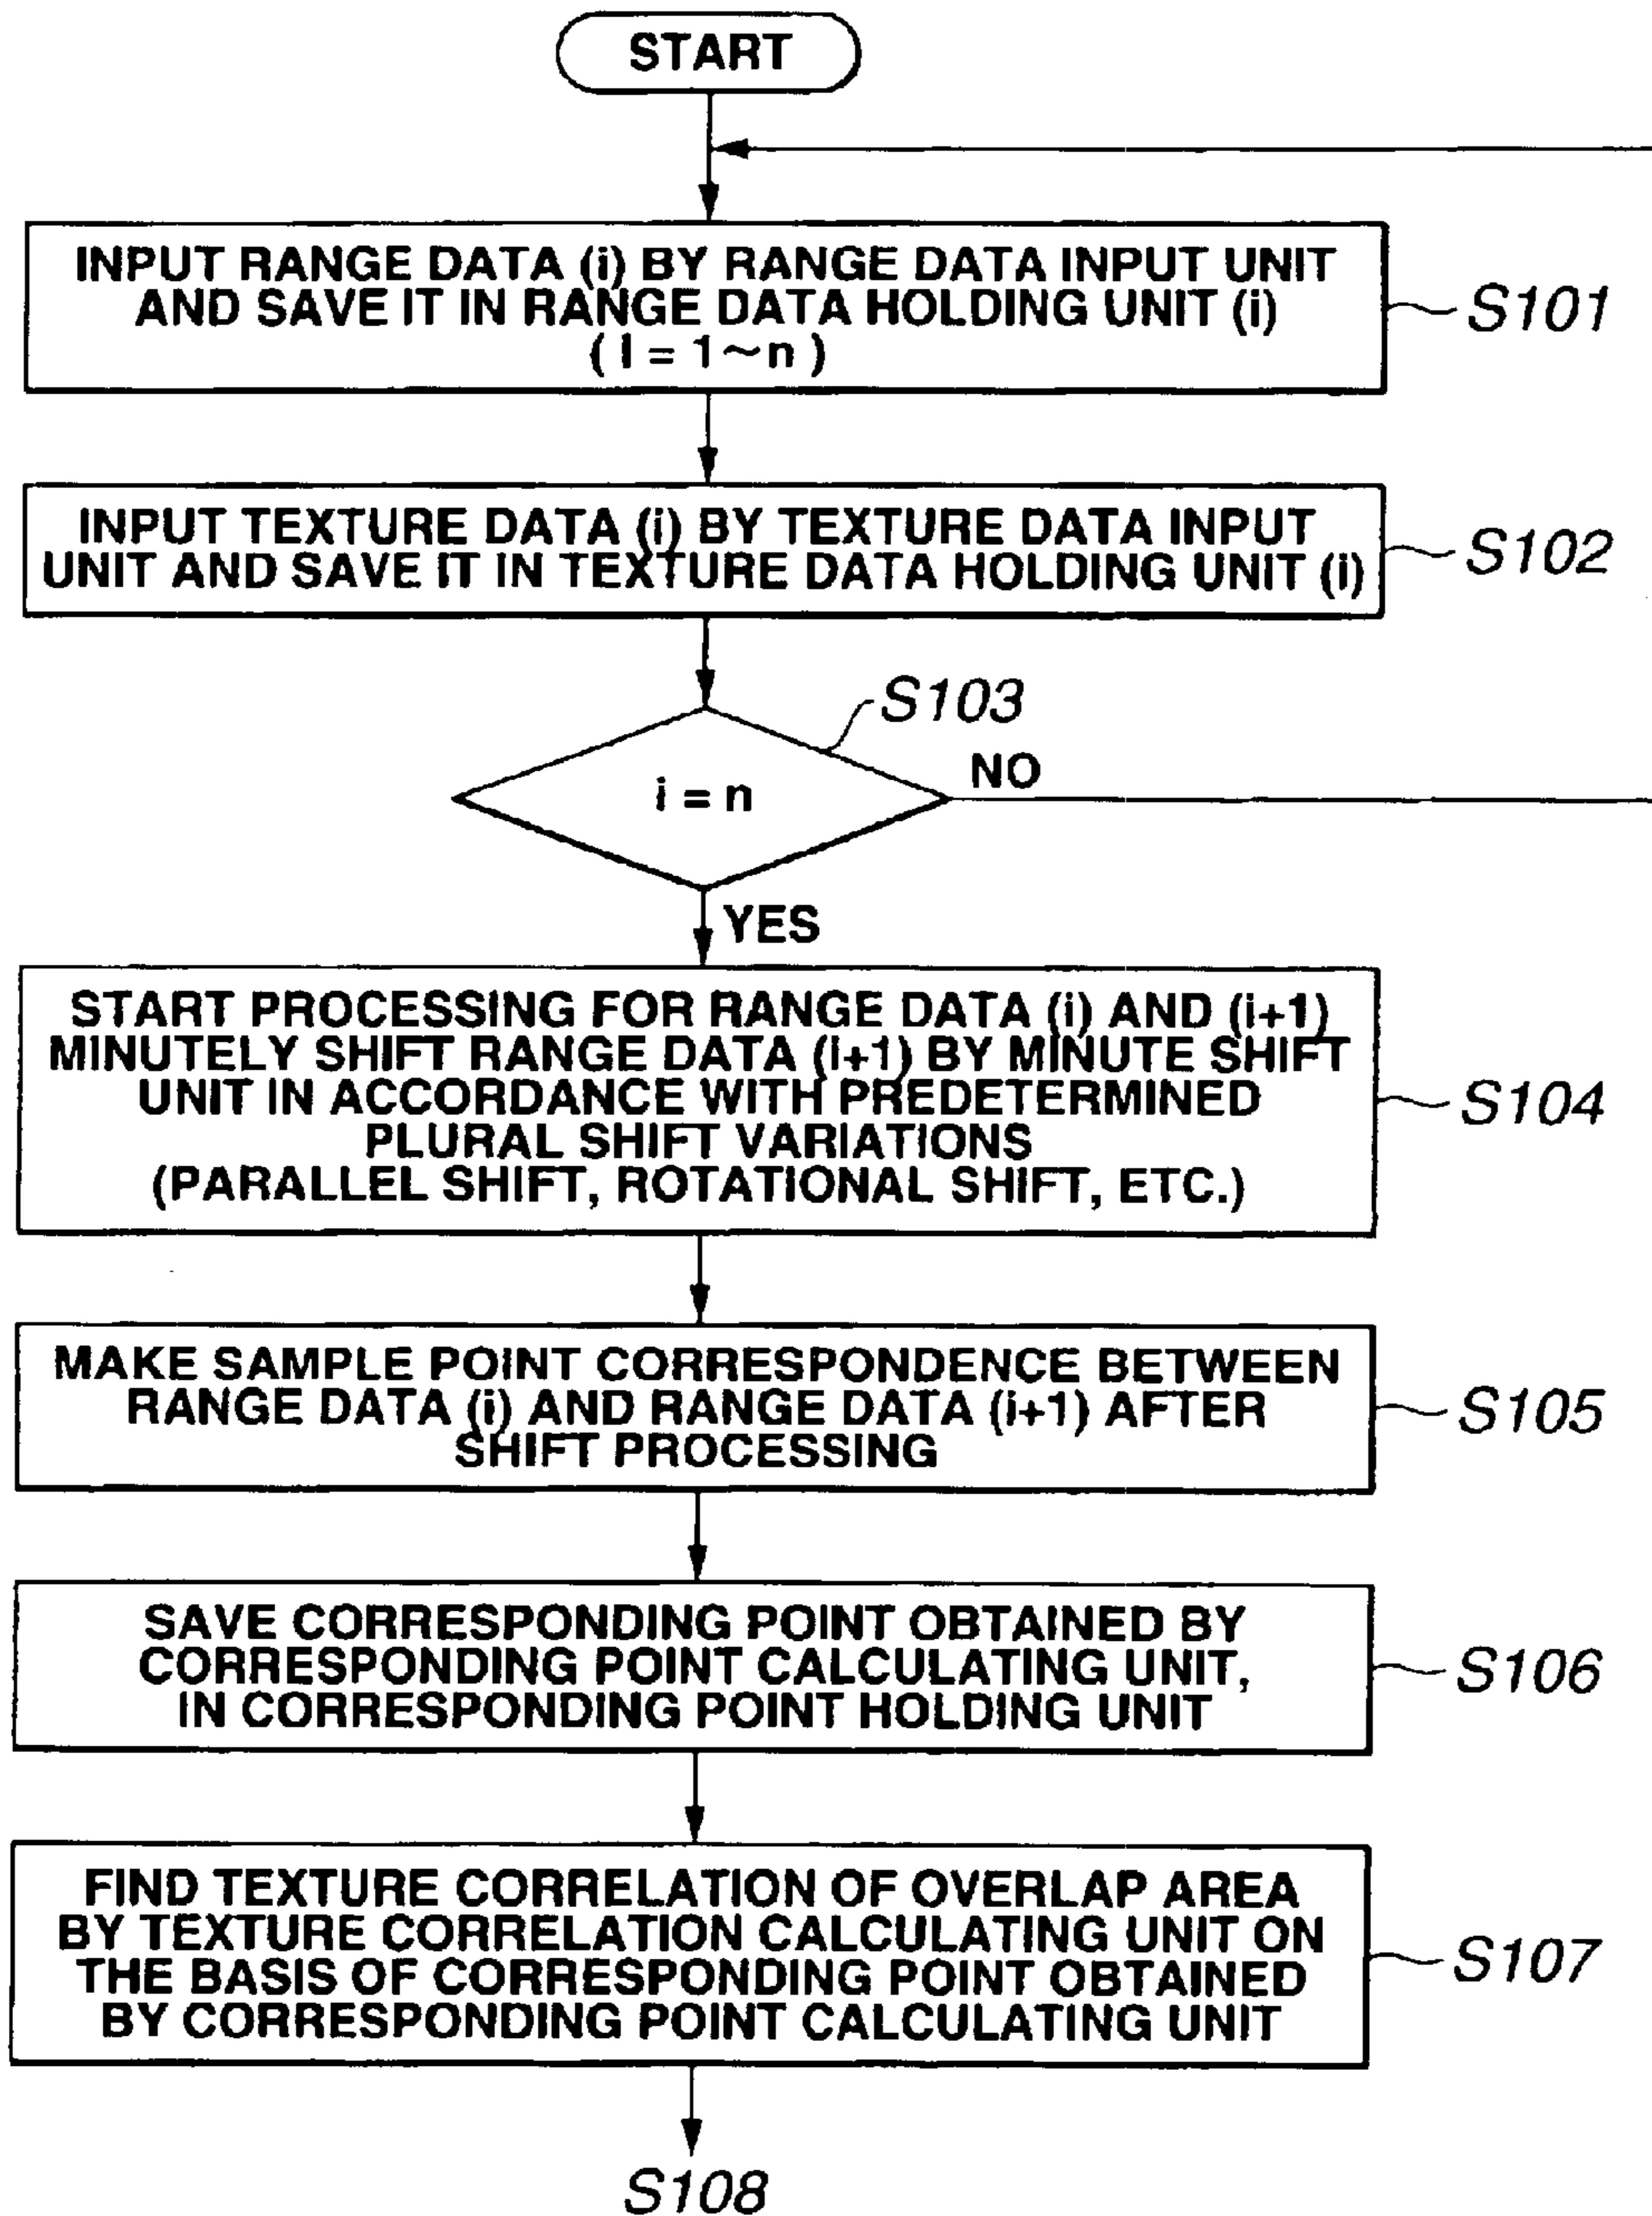 START
INPUT RANGE DATA (i) BY RANGE DATA INPUT UNIT
AND SAVE IT IN RANGE DATA HOLDING UNIT (i)
( I = 1~n )
S101
INPUT TEXTURE DATA (i) BY TEXTURE DATA INPUT
UNIT AND SAVE IT IN TEXTURE DATA HOLDING UNIT (i)
S102
S103
i = n
NO
YES
START PROCESSING FOR RANGE DATA (i) AND (i+1)
MINUTELY SHIFT RANGE DATA (i+1) BY MINUTE SHIFT
UNIT IN ACCORDANCE WITH PREDETERMINED
PLURAL SHIFT VARIATIONS
(PARALLEL SHIFT, ROTATIONAL SHIFT, ETC.)
S104
MAKE SAMPLE POINT CORRESPONDENCE BETWEEN
RANGE DATA (i) AND RANGE DATA (i+1) AFTER
SHIFT PROCESSING
S105
SAVE CORRESPONDING POINT OBTAINED BY
CORRESPONDING POINT CALCULATING UNIT,
IN CORRESPONDING POINT HOLDING UNIT
S106
FIND TEXTURE CORRELATION OF OVERLAP AREA
BY TEXTURE CORRELATION CALCULATING UNIT ON
THE BASIS OF CORRESPONDING POINT OBTAINED
BY CORRESPONDING POINT CALCULATING UNIT
S107
S108